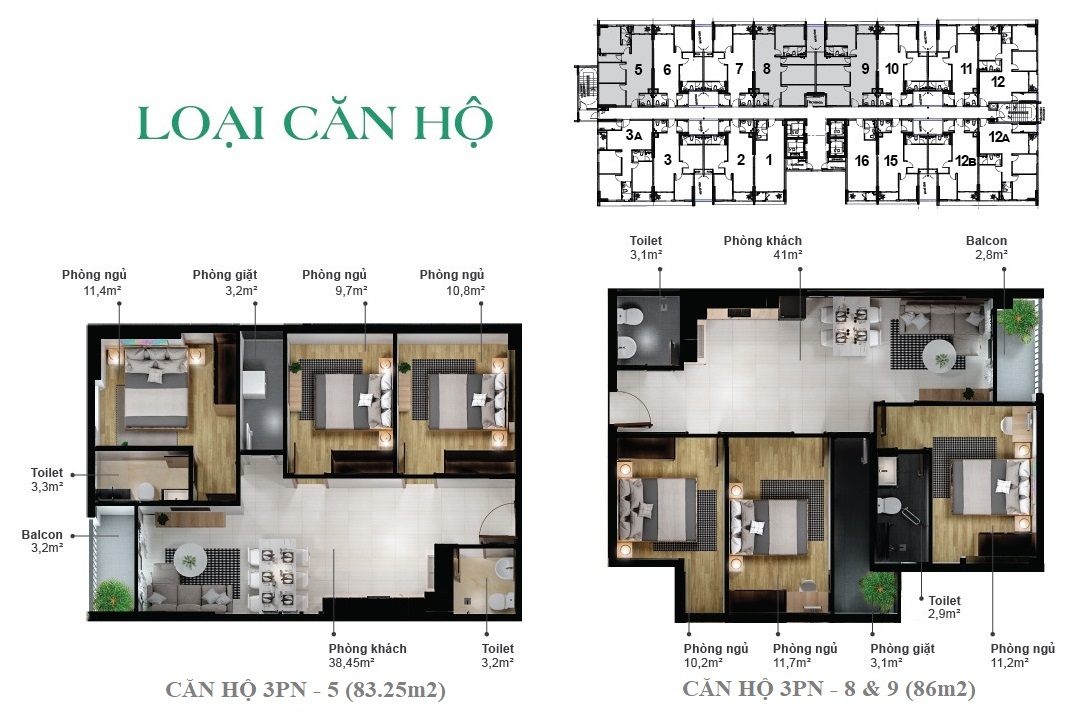 LOẠI CĂN HỘ
5 6 7 8 9 10 11 12
3A 3 2 1 16 15 12B 12A
Phòng ngủ
11,4m²
Phòng giặt
3,2m²
Phòng ngủ
9,7m²
Phòng ngủ
10,8m²
Toilet
3,3m²
Balcon
3,2m²
Phòng khách
38,45m²
Toilet
3,2m²
CĂN HỘ 3PN - 5 (83.25m2)
Toilet
3,1m²
Phòng khách
41m²
Balcon
2,8m²
Toilet
2,9m²
Phòng ngủ
10,2m²
Phòng ngủ
11,7m²
Phòng giặt
3,1m²
Phòng ngủ
11,2m²
CĂN HỘ 3PN - 8 & 9 (86m2)